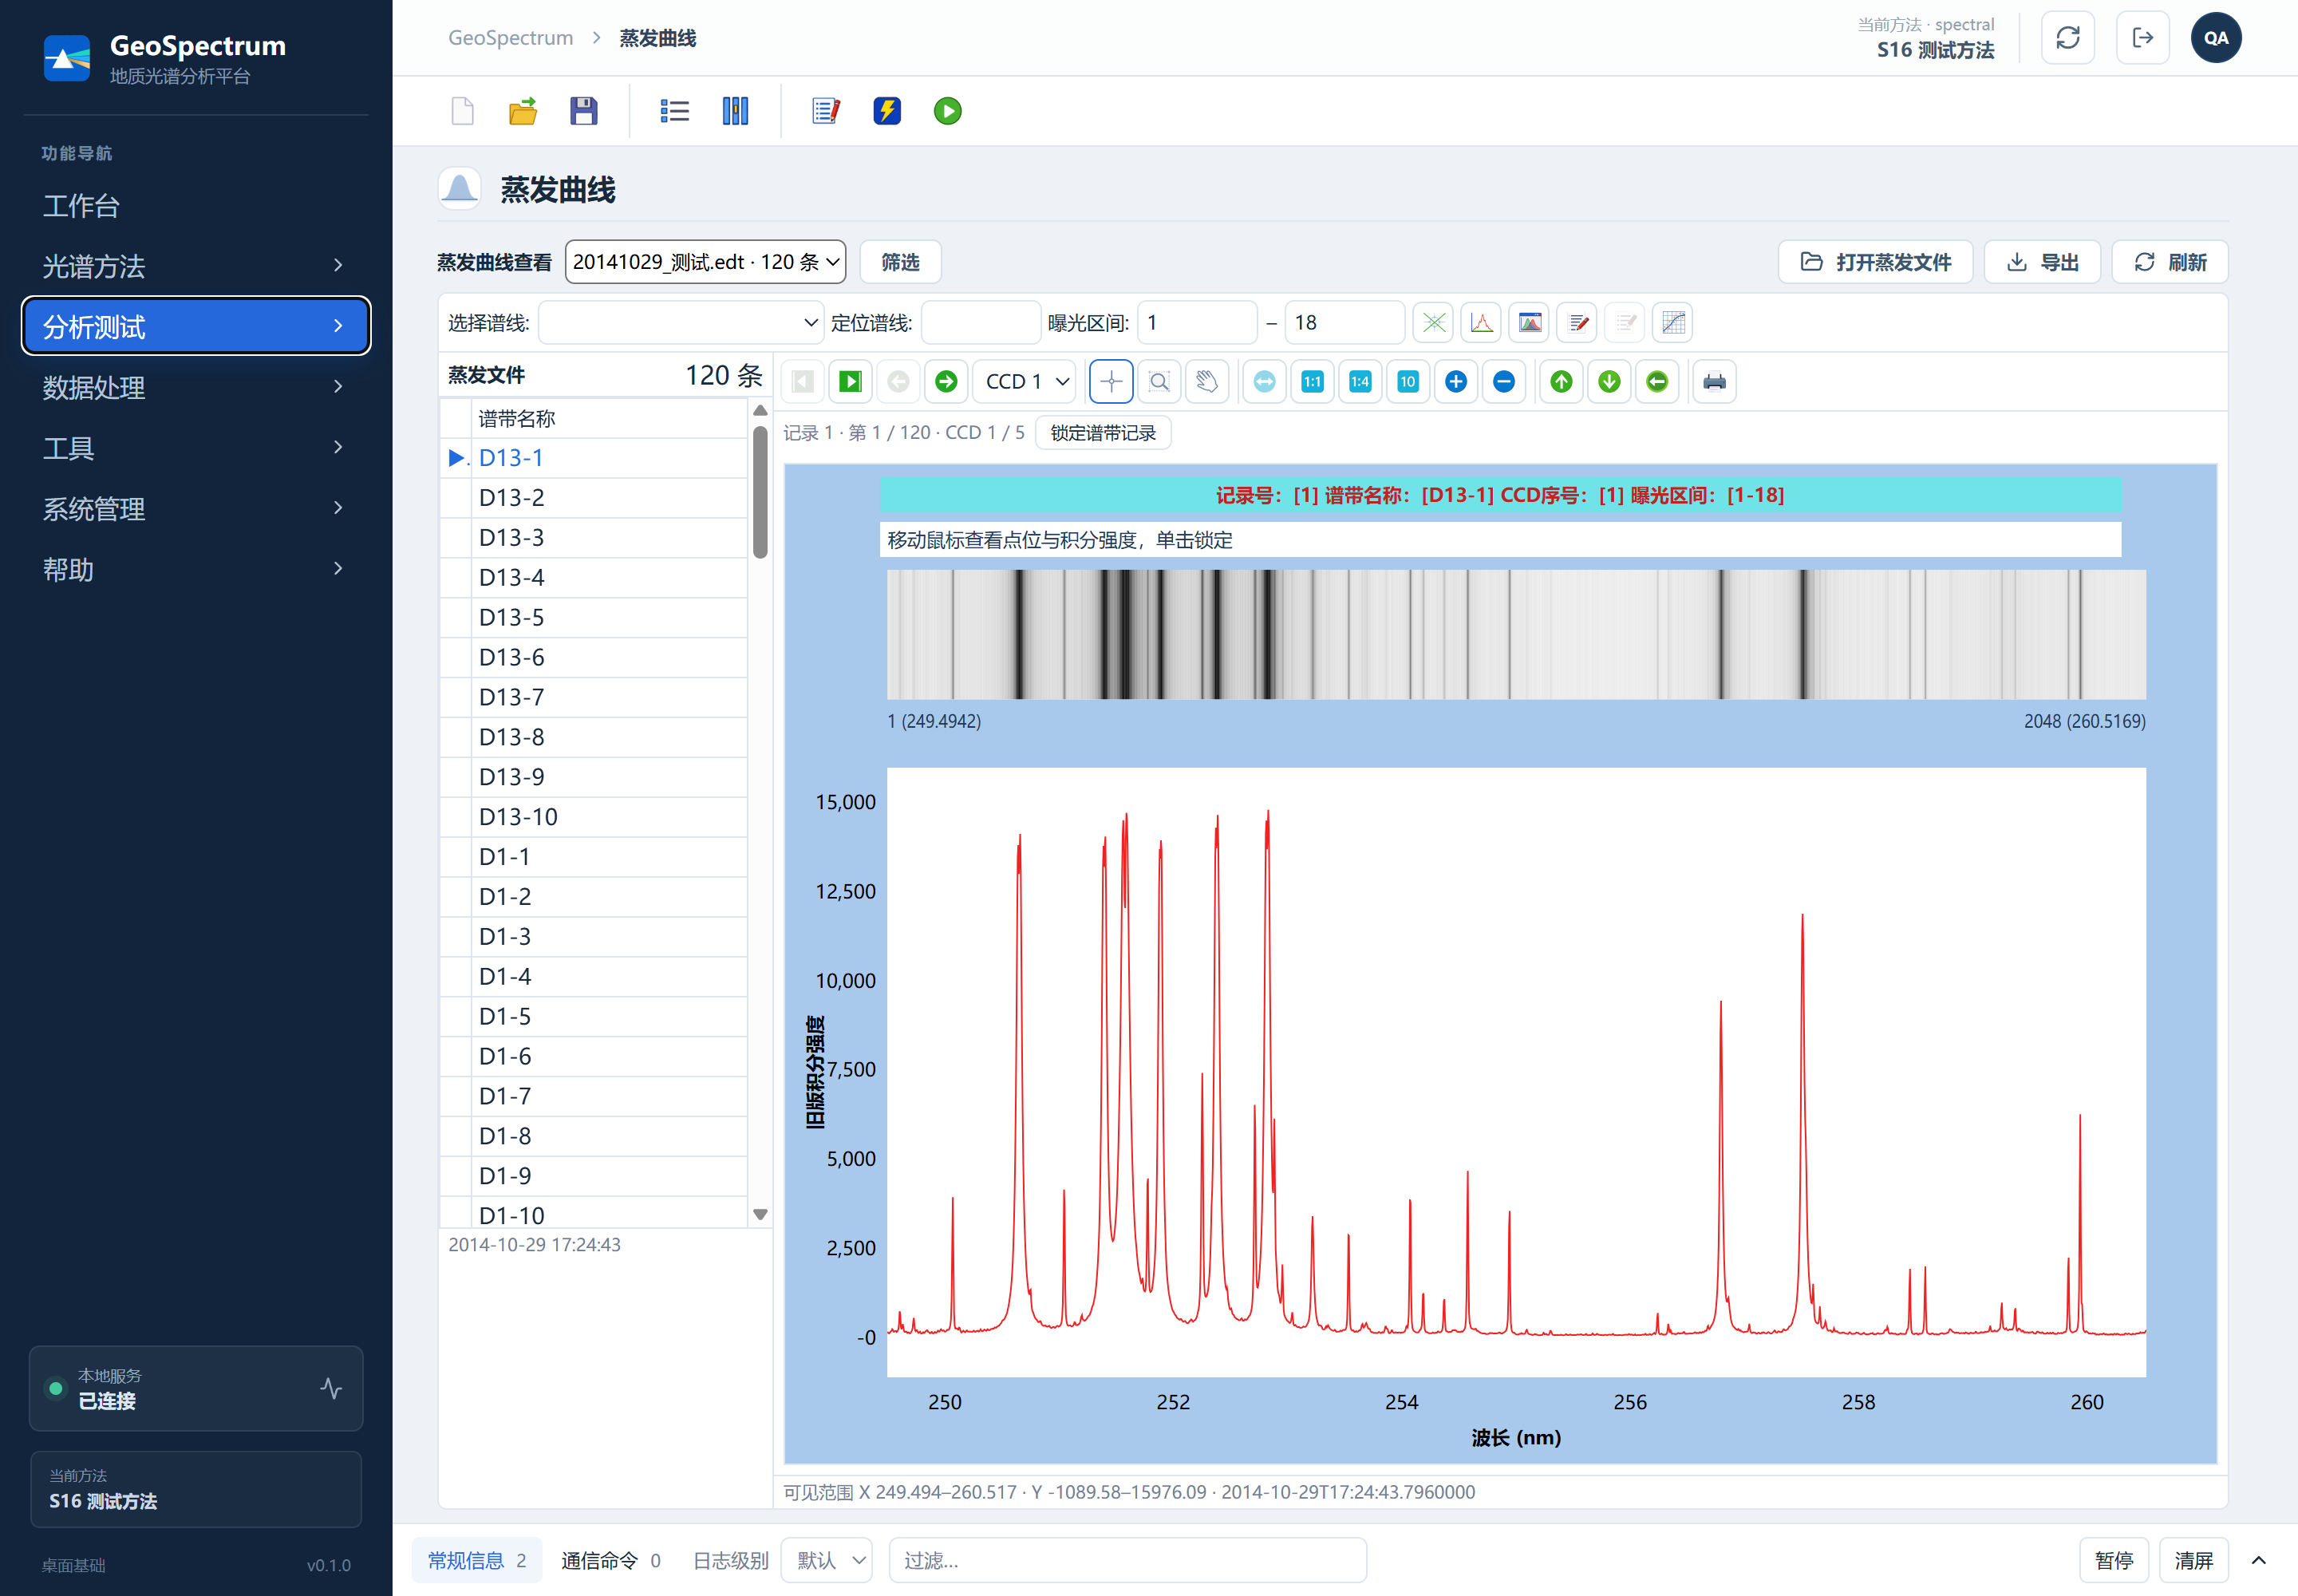 GeoSpectrum
地质光谱分析平台
功能导航
工作台
光谱方法
分析测试
数据处理
工具
系统管理
帮助
本地服务
已连接
当前方法
S16 测试方法
桌面基础 v0.1.0
GeoSpectrum 蒸发曲线
当前方法 · spectral
S16 测试方法
QA
蒸发曲线
蒸发曲线查看 20141029_测试.edt · 120 条 筛选 打开蒸发文件 导出 刷新
选择谱线: 定位谱线: 曝光区间: 1 – 18
蒸发文件 120 条
谱带名称
D13-1
D13-2
D13-3
D13-4
D13-5
D13-6
D13-7
D13-8
D13-9
D13-10
D1-1
D1-2
D1-3
D1-4
D1-5
D1-6
D1-7
D1-8
D1-9
D1-10
2014-10-29 17:24:43
CCD 1 1:1 1:4 10
记录 1 · 第 1 / 120 · CCD 1 / 5 锁定谱带记录
记录号：[1] 谱带名称：[D13-1] CCD序号：[1] 曝光区间：[1-18]
移动鼠标查看点位与积分强度，单击锁定
1 (249.4942) 2048 (260.5169)
15,000
12,500
10,000
7,500
5,000
2,500
-0
旧版积分强度
250 252 254 256 258 260
波长 (nm)
可见范围 X 249.494–260.517 · Y -1089.58–15976.09 · 2014-10-29T17:24:43.7960000
常规信息 2 通信命令 0 日志级别 默认 过滤... 暂停 清屏